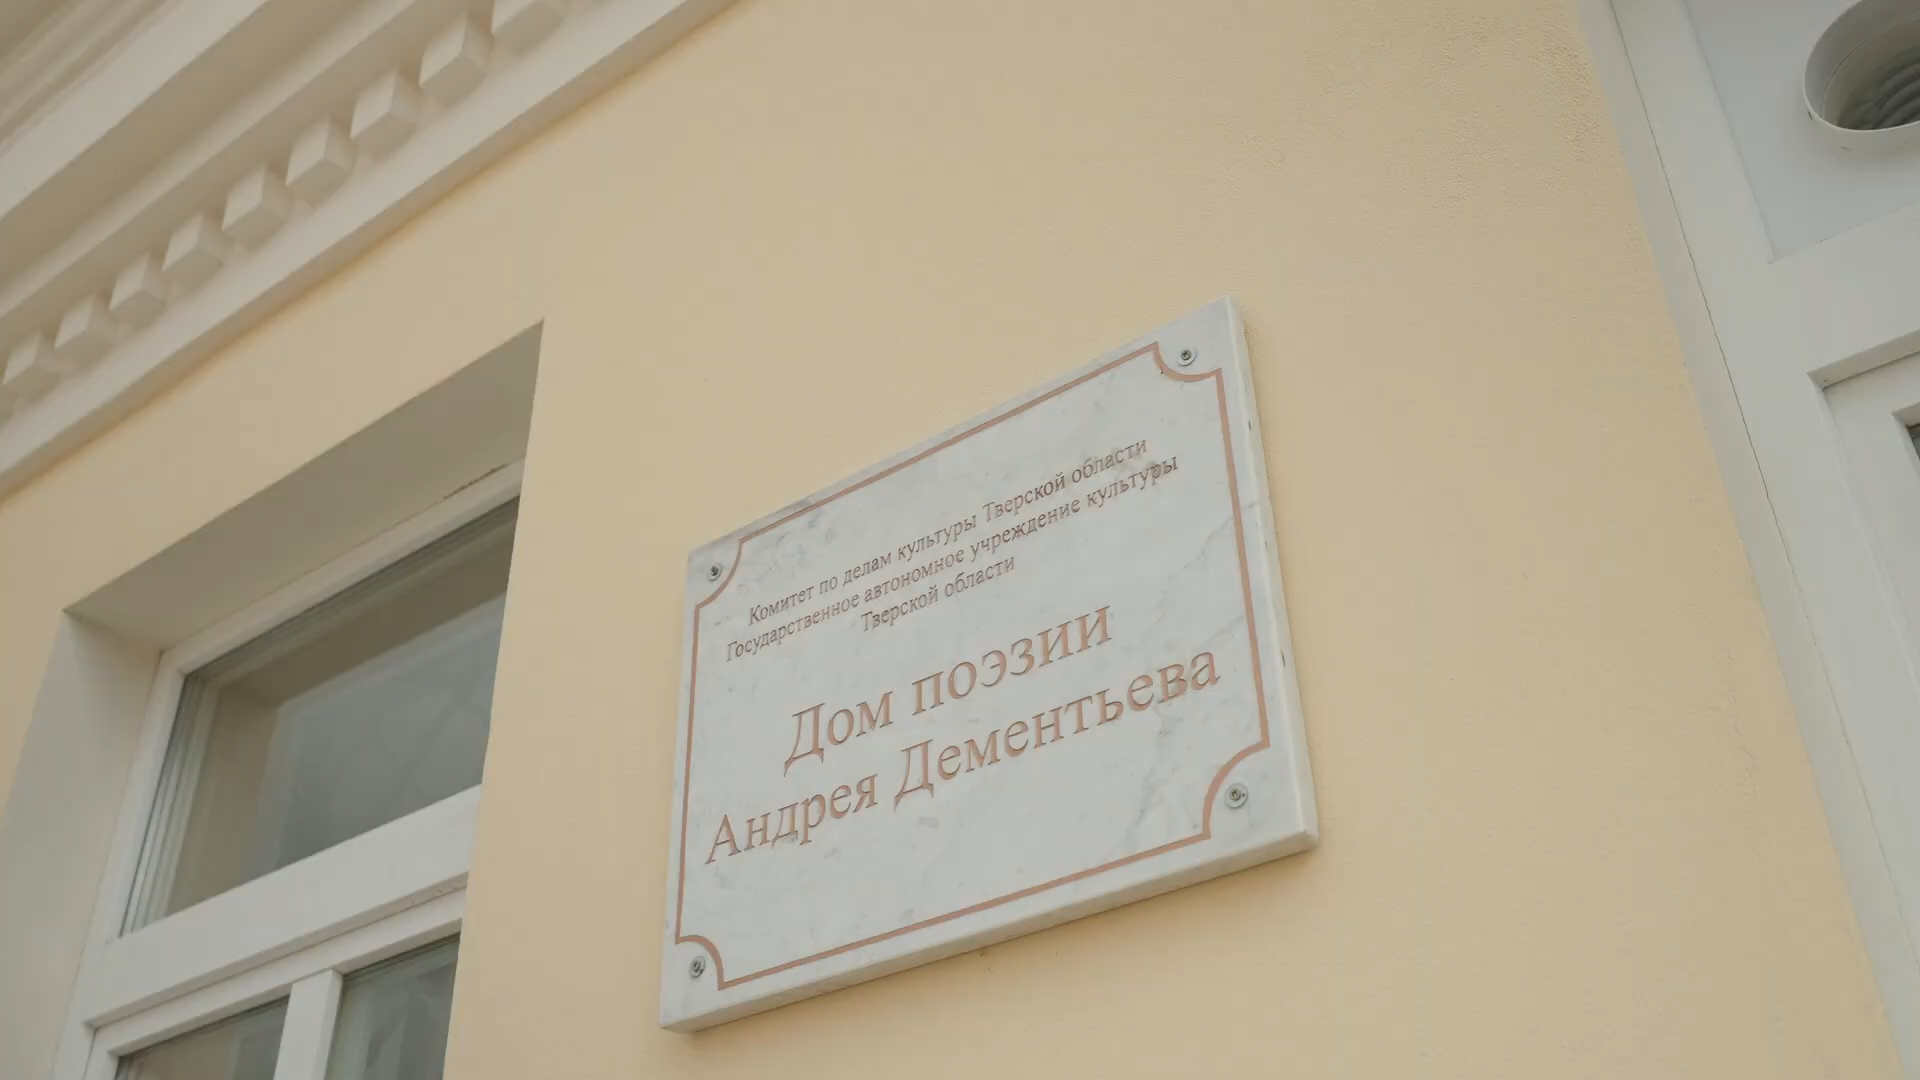 Комитет по делам культуры Тверской области
Государственное автономное учреждение культуры
Тверской области
Дом поэзии
Андрея Дементьева